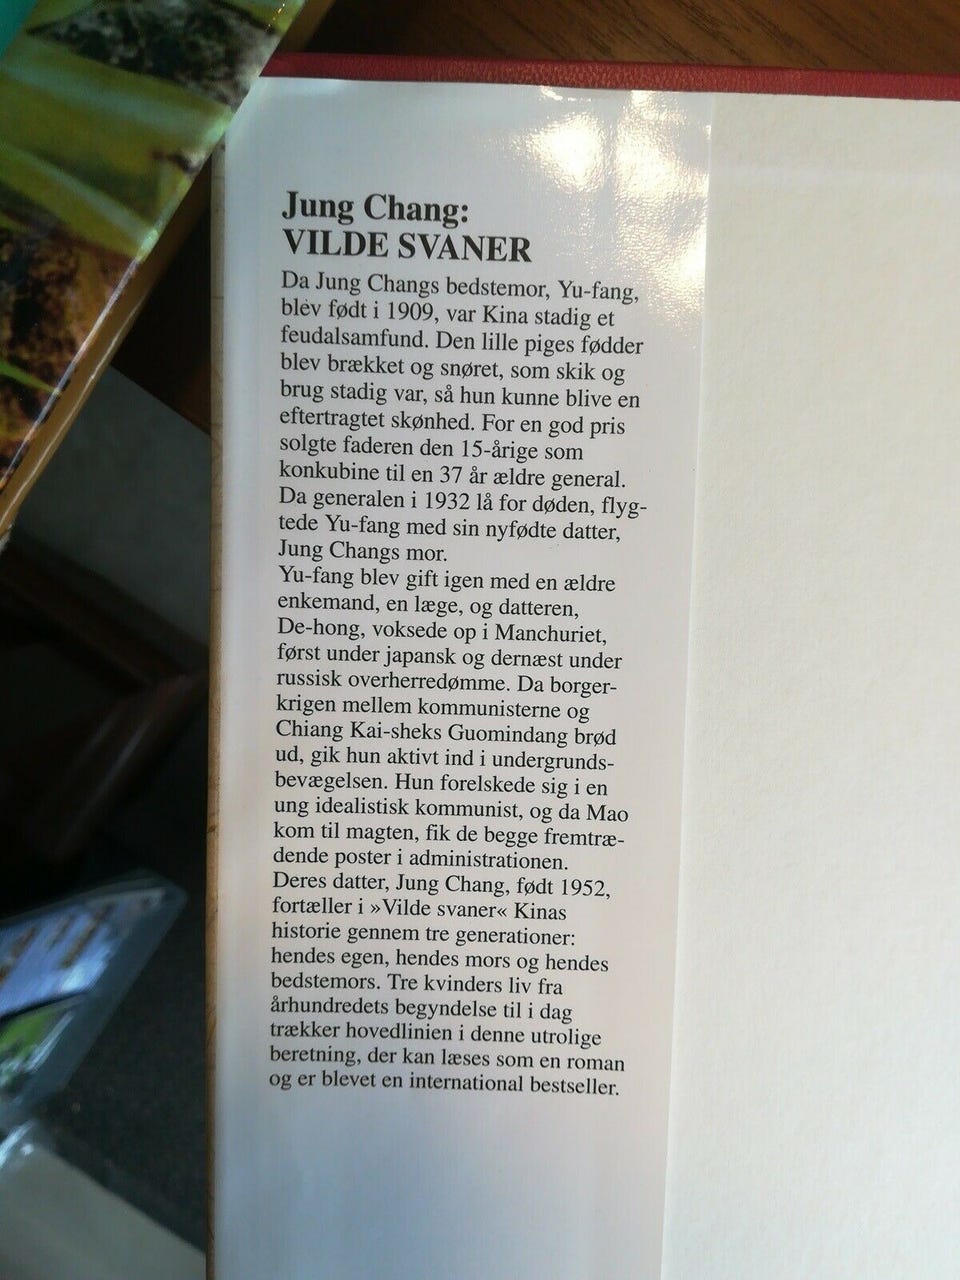 Jung Chang:
VILDE SVANER
Da Jung Changs bedstemor, Yu-fang,
blev født i 1909, var Kina stadig et
feudalsamfund. Den lille piges fødder
blev brækket og snøret, som skik og
brug stadig var, så hun kunne blive en
eftertragtet skønhed. For en god pris
solgte faderen den 15-årige som
konkubine til en 37 år ældre general.
Da generalen i 1932 lå for døden, flyg-
tede Yu-fang med sin nyfødte datter,
Jung Changs mor.
Yu-fang blev gift igen med en ældre
enkemand, en læge, og datteren,
De-hong, voksede op i Manchuriet,
først under japansk og dernæst under
russisk overherredømme. Da borger-
krigen mellem kommunisterne og
Chiang Kai-sheks Guomindang brød
ud, gik hun aktivt ind i undergrunds-
bevægelsen. Hun forelskede sig i en
ung idealistisk kommunist, og da Mao
kom til magten, fik de begge fremtræ-
dende poster i administrationen.
Deres datter, Jung Chang, født 1952,
fortæller i »Vilde svaner« Kinas
historie gennem tre generationer:
hendes egen, hendes mors og hendes
bedstemors. Tre kvinders liv fra
århundredets begyndelse til i dag
trækker hovedlinien i denne utrolige
beretning, der kan læses som en roman
og er blevet en international bestseller.